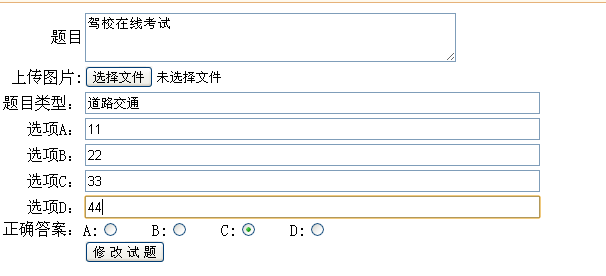 题目
驾校在线考试
上传图片: 选择文件 未选择文件
题目类型: 道路交通
选项A: 11
选项B: 22
选项C: 33
选项D: 44
正确答案: A: B: C: D:
修改试题